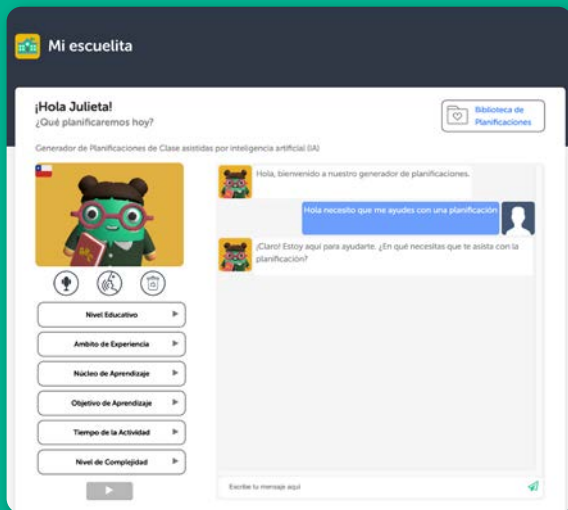 Mi escuelita
¡Hola Julieta!
¿Qué planificaremos hoy?
Biblioteca de
Planificaciones
Generador de Planificaciones de Clase asistidas por inteligencia artificial (IA)
Hola, bienvenido a nuestro generador de planificaciones.
Hola necesito que me ayudes con una planificación
¡Claro! Estoy aquí para ayudarte. ¿En qué necesitas que te asista con la
planificación?
Nivel Educativo
Ambito de Experiencia
Núcleo de Aprendizaje
Objetivo de Aprendizaje
Tiempo de la Actividad
Nivel de Complejidad
Escribe tu mensaje aquí